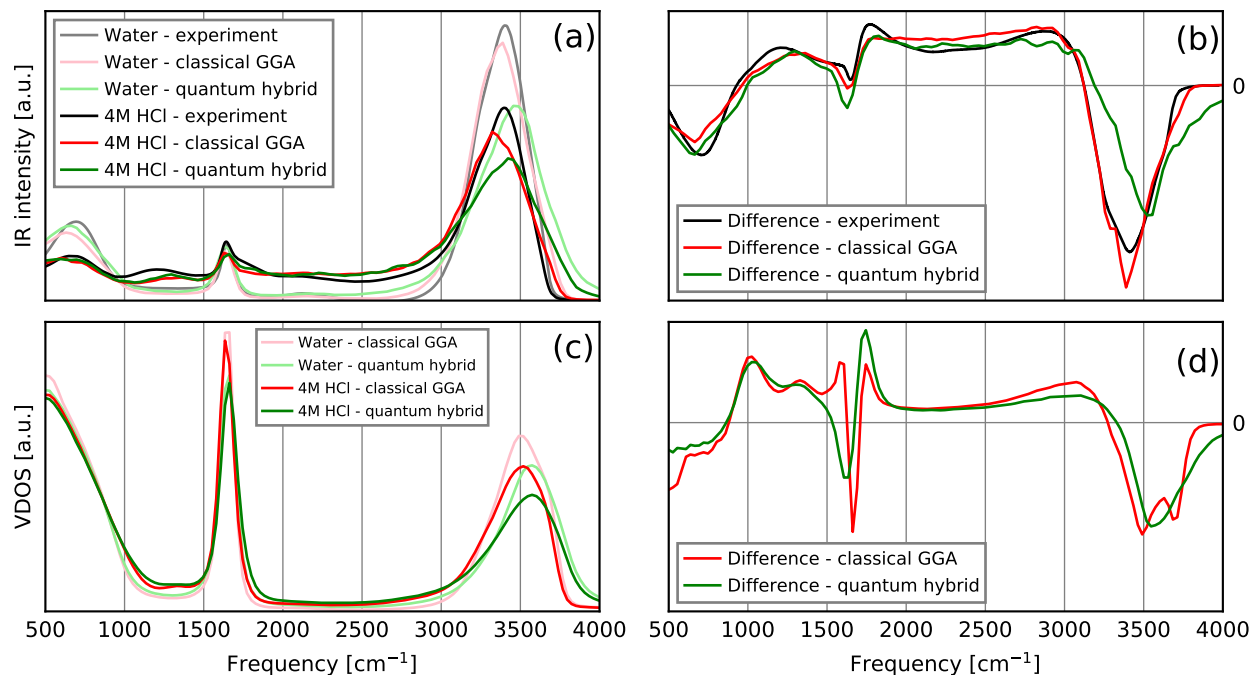 IR intensity [a.u.]
Water - experiment
Water - classical GGA
Water - quantum hybrid
4M HCl - experiment
4M HCl - classical GGA
4M HCl - quantum hybrid
(a)
(b)
0
Difference - experiment
Difference - classical GGA
Difference - quantum hybrid
VDOS [a.u.]
Water - classical GGA
Water - quantum hybrid
4M HCl - classical GGA
4M HCl - quantum hybrid
(c)
500 1000 1500 2000 2500 3000 3500 4000
Frequency [cm⁻¹]
(d)
0
Difference - classical GGA
Difference - quantum hybrid
500 1000 1500 2000 2500 3000 3500 4000
Frequency [cm⁻¹]